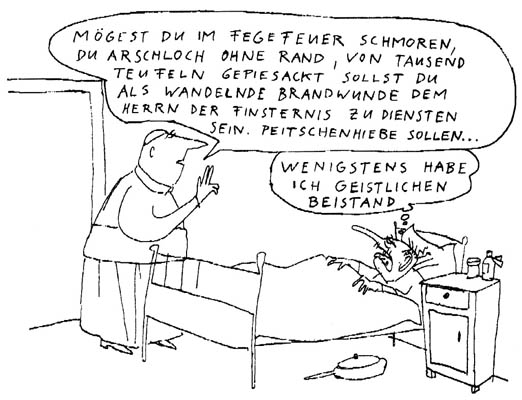 MÖGEST DU IM FEGEFEUER SCHMOREN,
DU ARSCHLOCH OHNE RAND, VON TAUSEND
TEUFELN GEPIESACKT SOLLST DU
ALS WANDELNDE BRANDWUNDE DEM
HERRN DER FINSTERNIS ZU DIENSTEN
SEIN. PEITSCHENHIEBE SOLLEN...
WENIGSTENS HABE
ICH GEISTLICHEN
BEISTAND